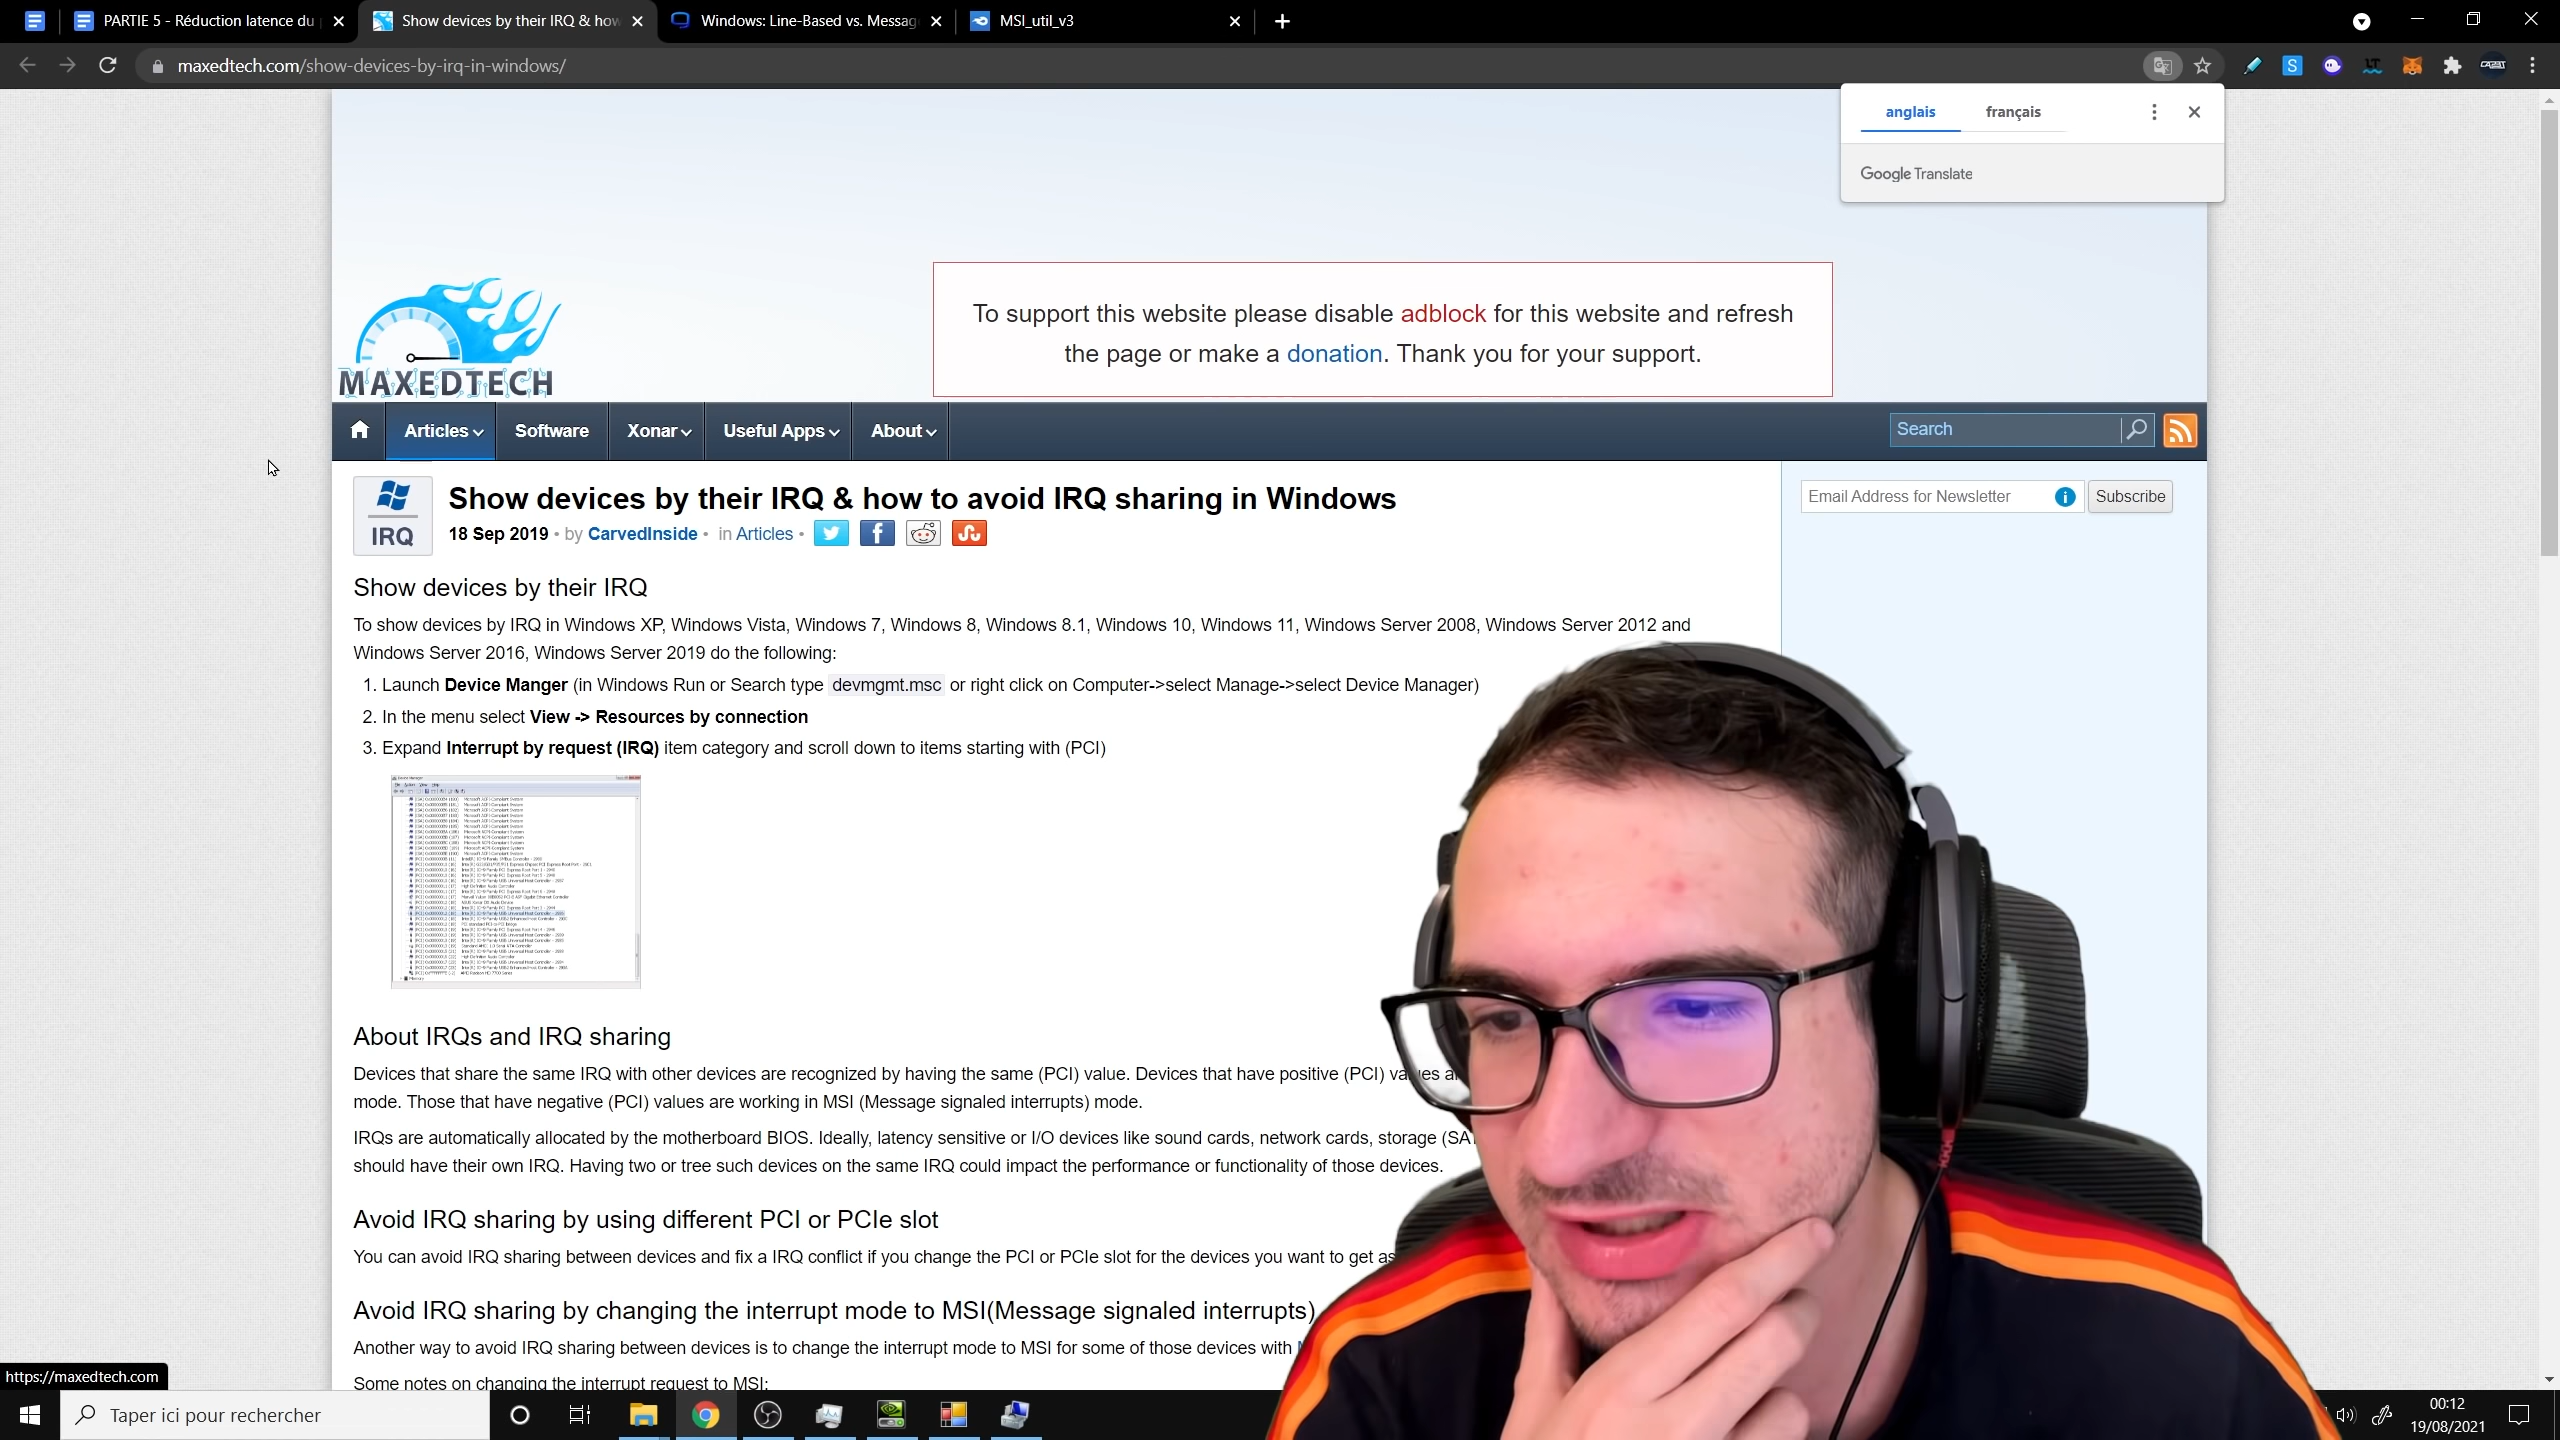 PARTIE 5 - Réduction latence du
Show devices by their IRQ & how
Windows: Line-Based vs. Messag
MSI_util_v3
maxedtech.com/show-devices-by-irq-in-windows/
anglais
français
Google Translate
To support this website please disable adblock for this website and refresh
the page or make a donation. Thank you for your support.
MAXEDTECH
Articles
Software
Xonar
Useful Apps
About
Search
IRQ
Show devices by their IRQ & how to avoid IRQ sharing in Windows
18 Sep 2019 • by CarvedInside • in Articles •
Email Address for Newsletter
Subscribe
Show devices by their IRQ
To show devices by IRQ in Windows XP, Windows Vista, Windows 7, Windows 8, Windows 8.1, Windows 10, Windows 11, Windows Server 2008, Windows Server 2012 and
Windows Server 2016, Windows Server 2019 do the following:
1. Launch Device Manger (in Windows Run or Search type devmgmt.msc or right click on Computer->select Manage->select Device Manager)
2. In the menu select View -> Resources by connection
3. Expand Interrupt by request (IRQ) item category and scroll down to items starting with (PCI)
About IRQs and IRQ sharing
Devices that share the same IRQ with other devices are recognized by having the same (PCI) value. Devices that have positive (PCI)
mode. Those that have negative (PCI) values are working in MSI (Message signaled interrupts) mode.
IRQs are automatically allocated by the motherboard BIOS. Ideally, latency sensitive or I/O devices like sound cards, network cards, storage
should have their own IRQ. Having two or tree such devices on the same IRQ could impact the performance or functionality of those devices.
Avoid IRQ sharing by using different PCI or PCIe slot
You can avoid IRQ sharing between devices and fix a IRQ conflict if you change the PCI or PCIe slot for the devices you want to get
Avoid IRQ sharing by changing the interrupt mode to MSI(Message signaled interrupts)
Another way to avoid IRQ sharing between devices is to change the interrupt mode to MSI for some of those devices with
Some notes on changing the interrupt request to MSI:
https://maxedtech.com
Taper ici pour rechercher
00:12
19/08/2021